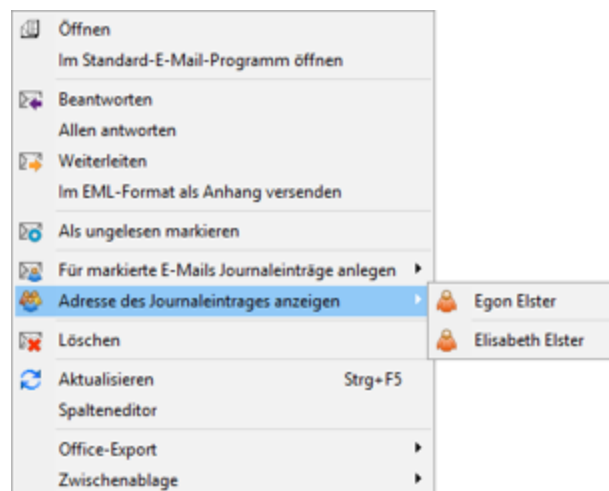 Öffnen
Im Standard-E-Mail-Programm öffnen
Beantworten
Allen antworten
Weiterleiten
Im EML-Format als Anhang versenden
Als ungelesen markieren
Für markierte E-Mails Journaleinträge anlegen
Adresse des Journaleintrages anzeigen
Egon Elster
Elisabeth Elster
Löschen
Aktualisieren Strg+F5
Spalteneditor
Office-Export
Zwischenablage